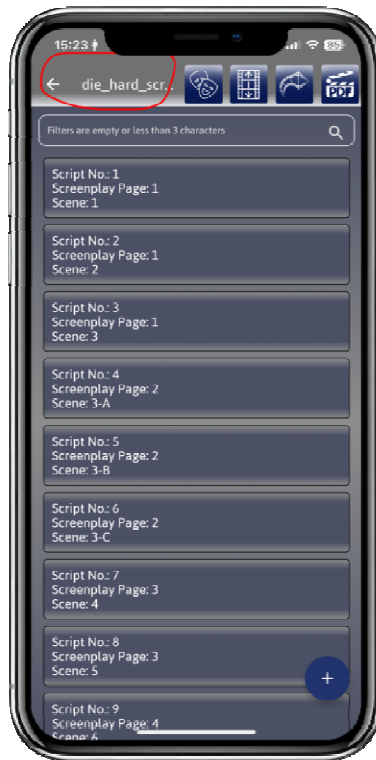 15:23
85
die_hard_scr...
PDF
Filters are empty or less than 3 characters
Script No.: 1
Screenplay Page: 1
Scene: 1
Script No.: 2
Screenplay Page: 1
Scene: 2
Script No.: 3
Screenplay Page: 1
Scene: 3
Script No.: 4
Screenplay Page: 2
Scene: 3-A
Script No.: 5
Screenplay Page: 2
Scene: 3-B
Script No.: 6
Screenplay Page: 2
Scene: 3-C
Script No.: 7
Screenplay Page: 3
Scene: 4
Script No.: 8
Screenplay Page: 3
Scene: 5
Script No.: 9
Screenplay Page: 4
Scene: 6